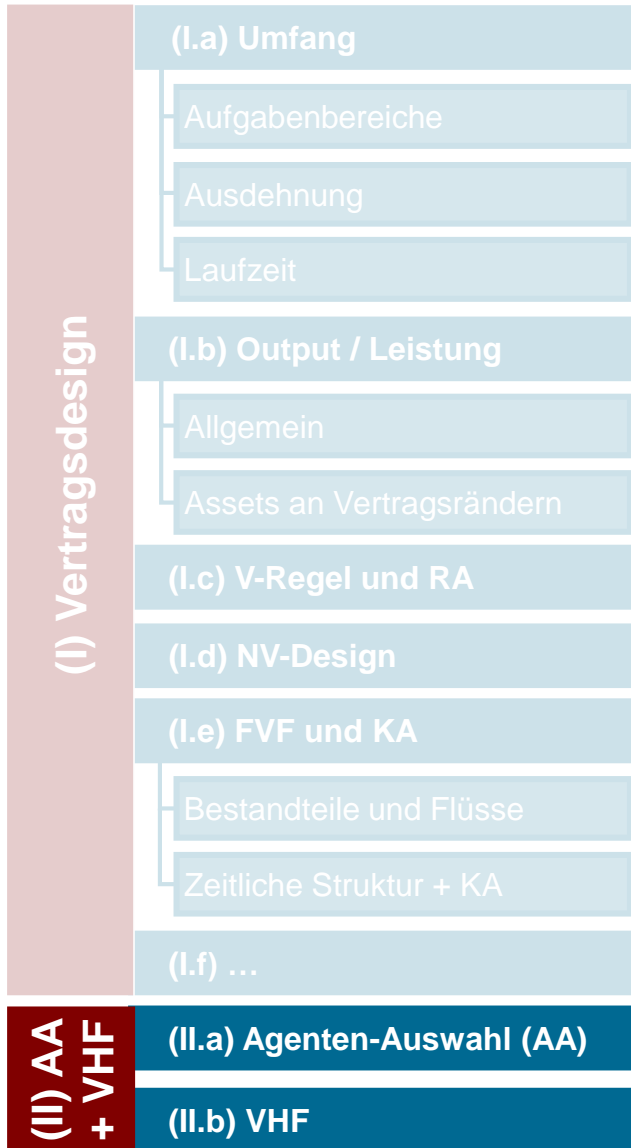 (I) Vertragsdesign
(I.a) Umfang
Aufgabenbereiche
Ausdehnung
Laufzeit
(I.b) Output / Leistung
Allgemein
Assets an Vertragsrändern
(I.c) V-Regel und RA
(I.d) NV-Design
(I.e) FVF und KA
Bestandteile und Flüsse
Zeitliche Struktur + KA
(I.f) …
(II) AA
+ VHF
(II.a) Agenten-Auswahl (AA)
(II.b) VHF